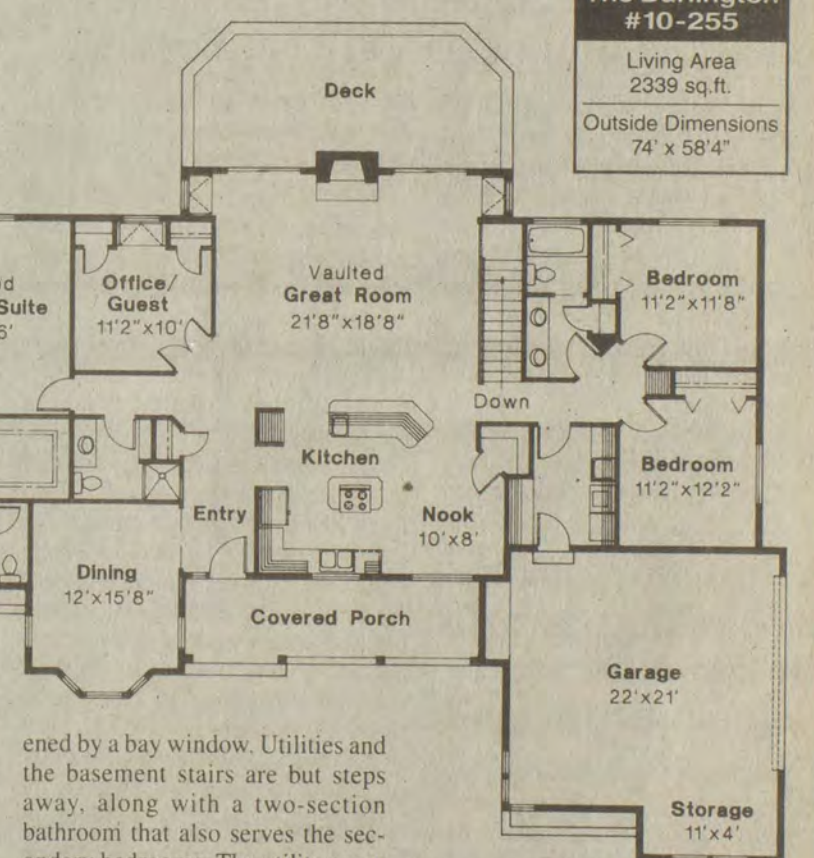 The Darlington
#10-255
Living Area
2339 sq.ft.
Outside Dimensions
74' x 58'4"
Deck
Suite
Office/
Guest
11'2"x10'
Vaulted
Great Room
21'8"x18'8"
Bedroom
11'2"x11'8"
Down
Kitchen
Bedroom
11'2"x12'2"
Entry
Nook
10'x8'
Dining
12'x15'8"
Covered Porch
Garage
22'x21'
Storage
11'x4'
ened by a bay window. Utilities and
the basement stairs are but steps
away, along with a two-section
bathroom that also serves the sec-